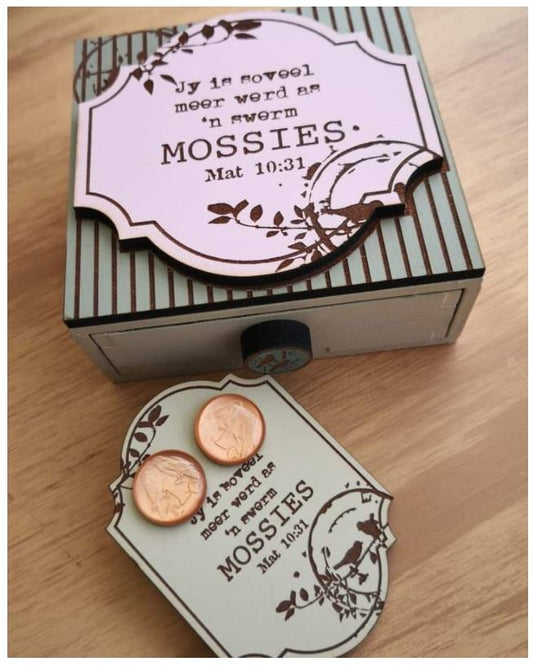 Jy is soveel
meer werd as
'n swerm
MOSSIES.
Mat 10:31
Jy is soveel
meer werd as
'n swerm
MOSSIES
Mat 10:31